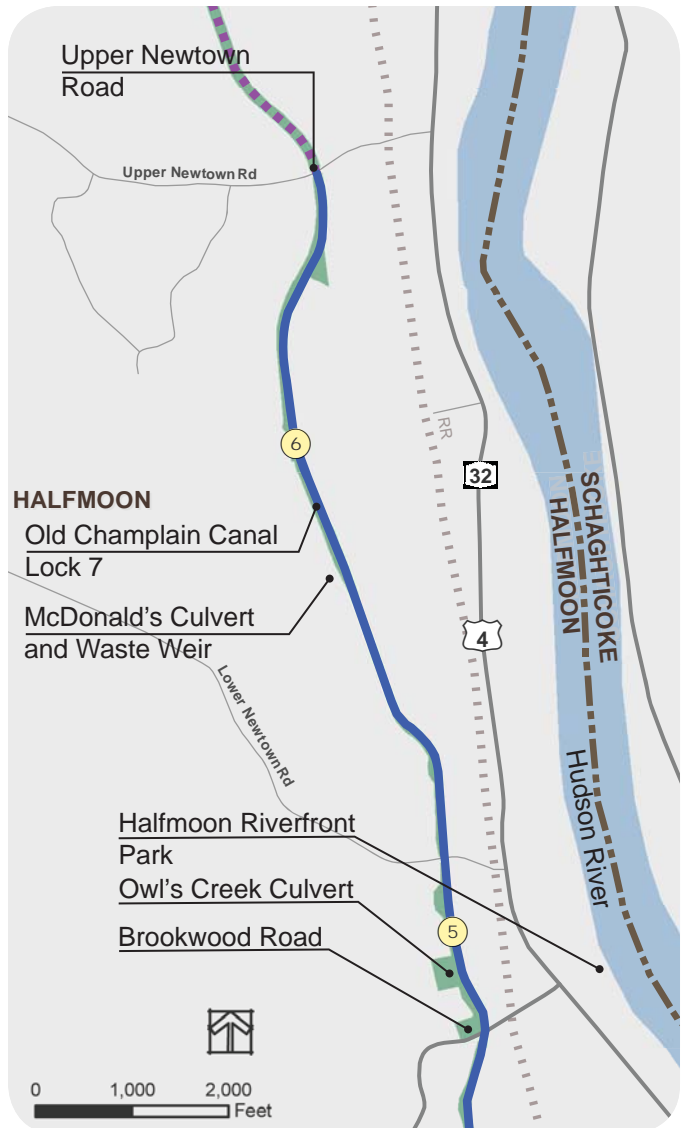 Upper Newtown
Road
Upper Newtown Rd
RR
6
32
HALFMOON
SCHAGHTICOKE
HALFMOON
Old Champlain Canal
Lock 7
McDonald's Culvert
and Waste Weir
4
Lower Newtown Rd
Hudson River
Halfmoon Riverfront
Park
Owl's Creek Culvert
5
Brookwood Road
0 1,000 2,000
Feet